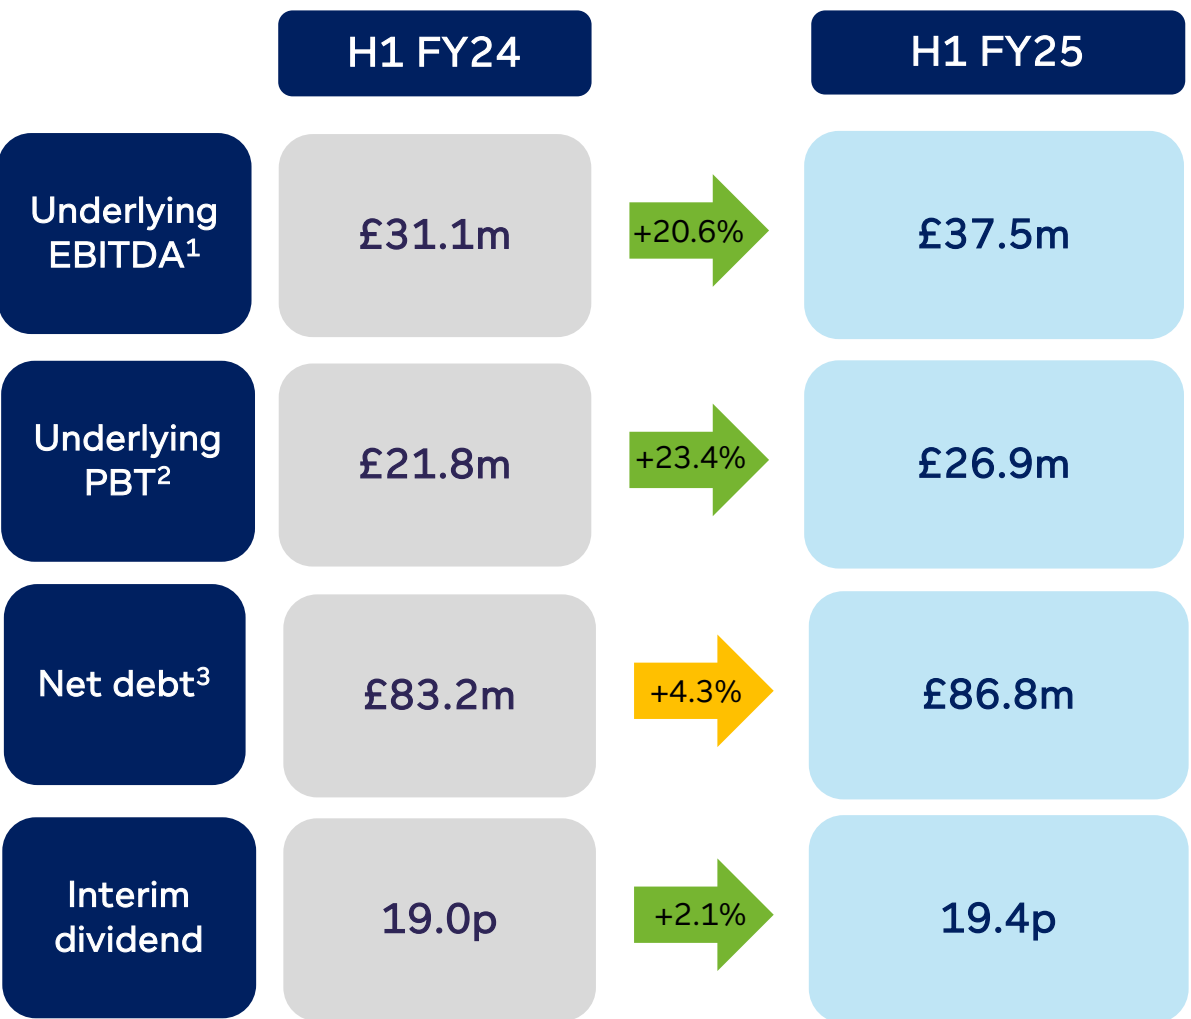 H1 FY24
H1 FY25
Underlying
EBITDA¹
£31.1m
+20.6%
£37.5m
Underlying
PBT²
£21.8m
+23.4%
£26.9m
Net debt³
£83.2m
+4.3%
£86.8m
Interim
dividend
19.0p
+2.1%
19.4p